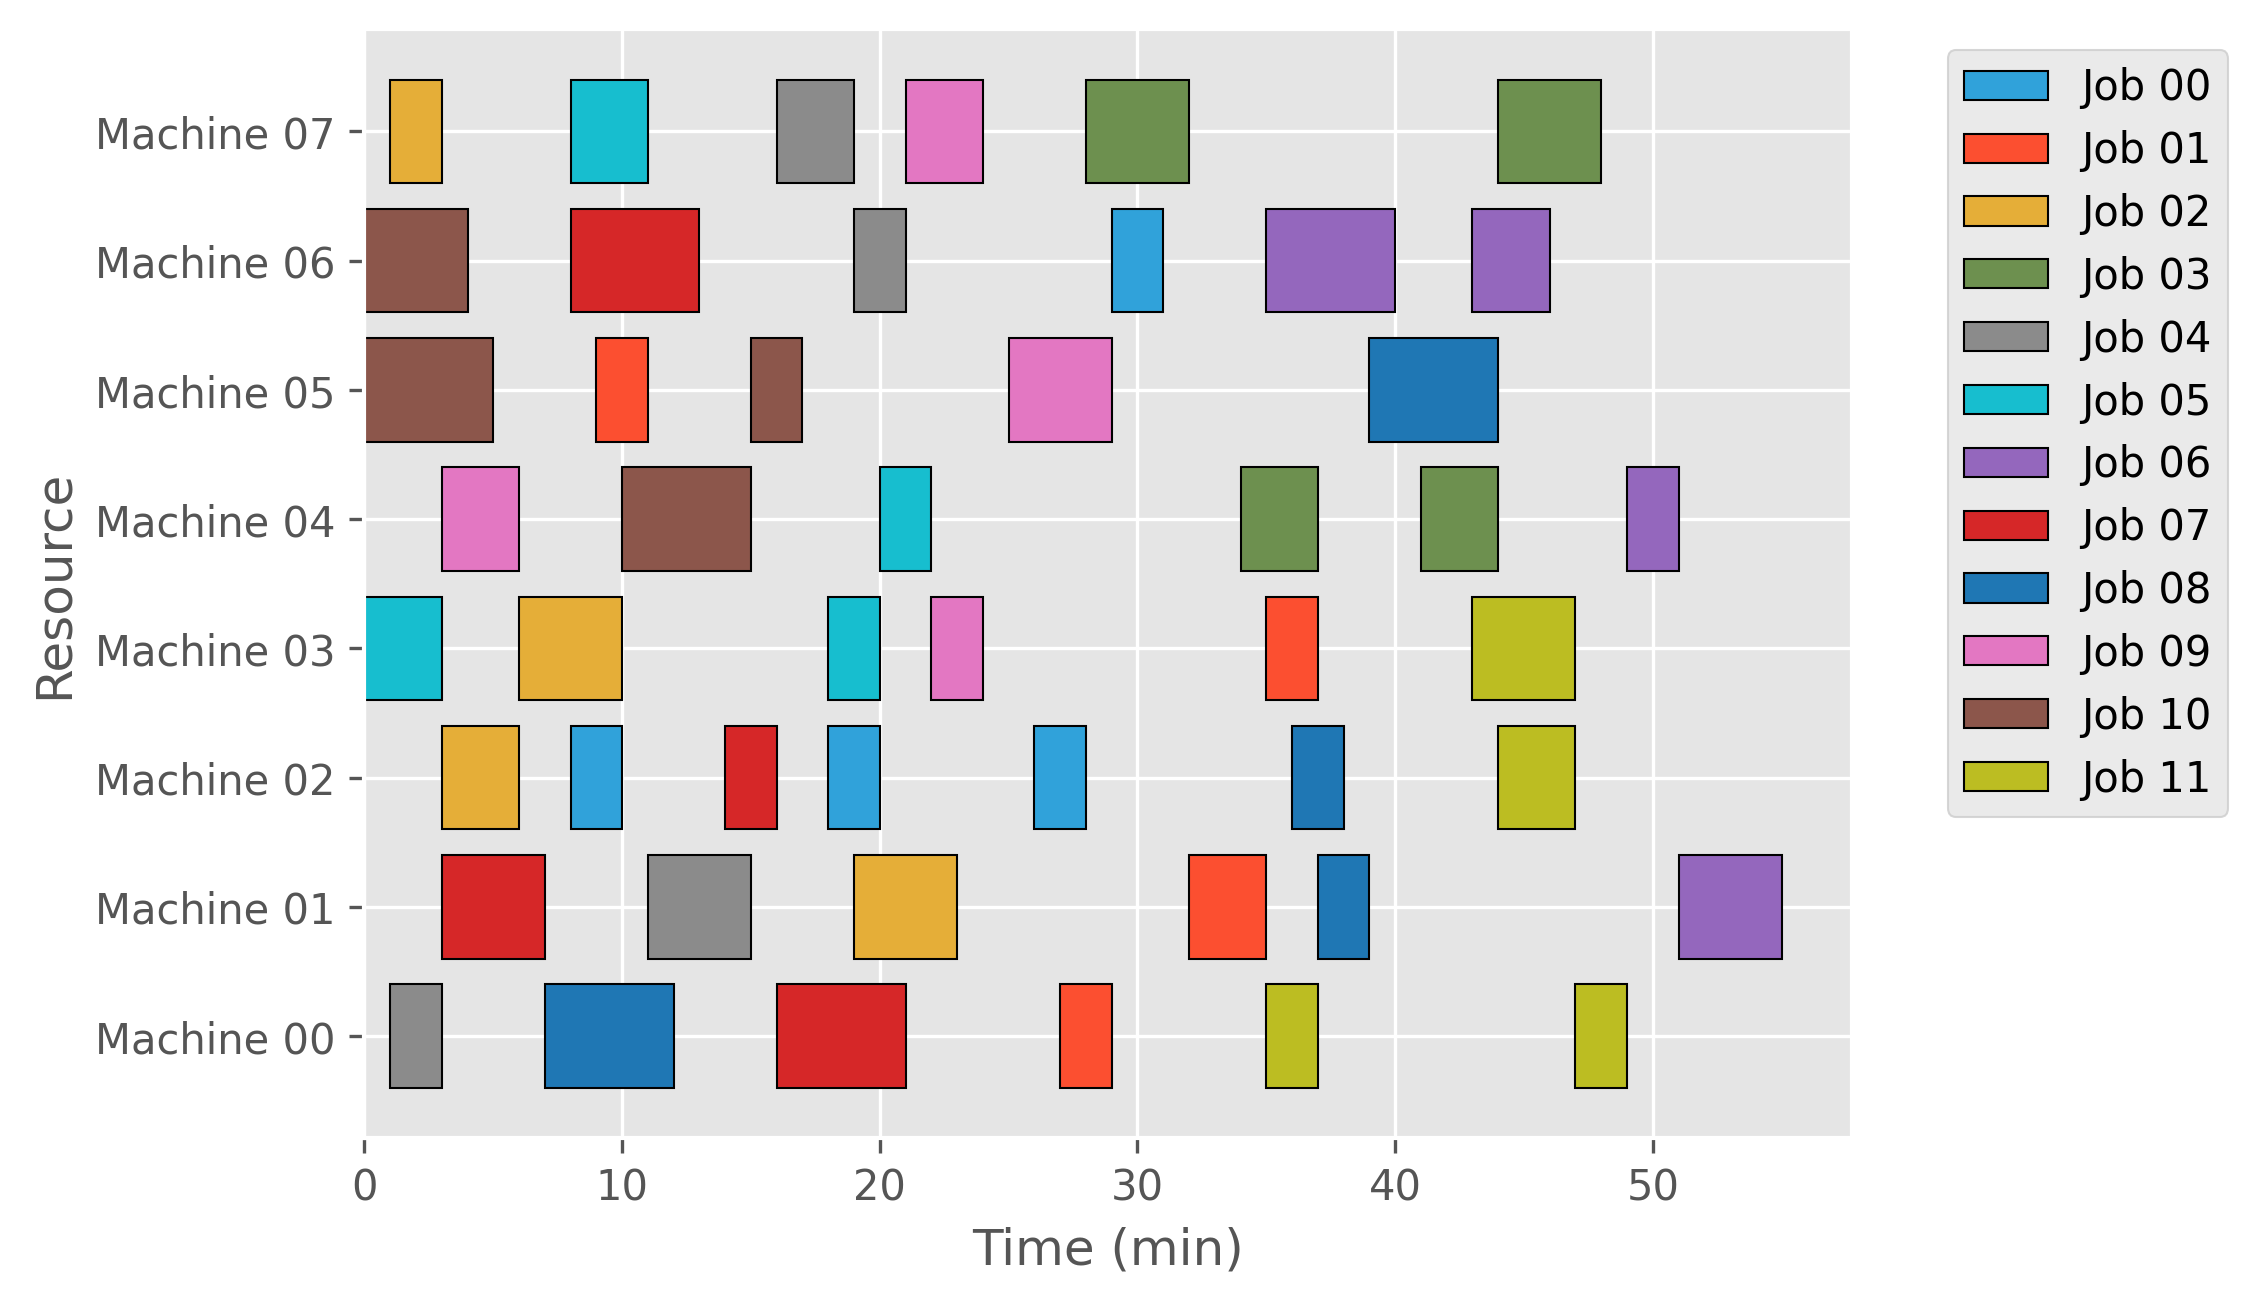 Resource
Machine 07
Machine 06
Machine 05
Machine 04
Machine 03
Machine 02
Machine 01
Machine 00
0 10 20 30 40 50
Time (min)
Job 00
Job 01
Job 02
Job 03
Job 04
Job 05
Job 06
Job 07
Job 08
Job 09
Job 10
Job 11